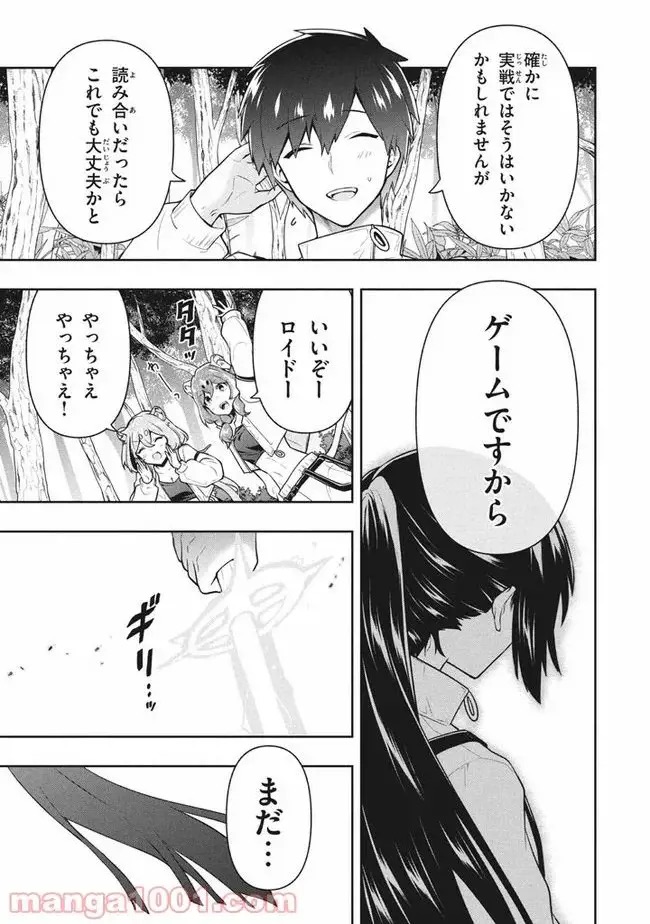 確かに
実戦ではそうはいかない
かもしれませんが
読み合いだったら
これでも大丈夫かと
ゲームですから
いいぞー
ロイドー
タタッ
やっちゃえ
やっちゃえ！
ギリ…
まだ…
manga1001.com